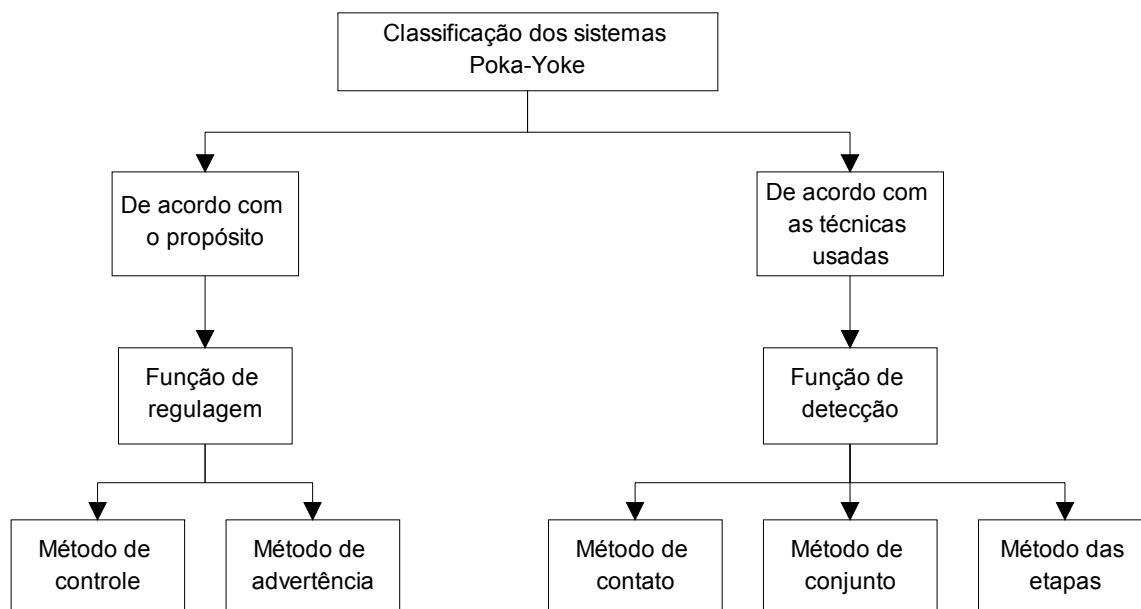 Classificação dos sistemas
Poka-Yoke
De acordo com
o propósito
De acordo com
as técnicas
usadas
Função de
regulagem
Função de
detecção
Método de
controle
Método de
advertência
Método de
contato
Método de
conjunto
Método das
etapas